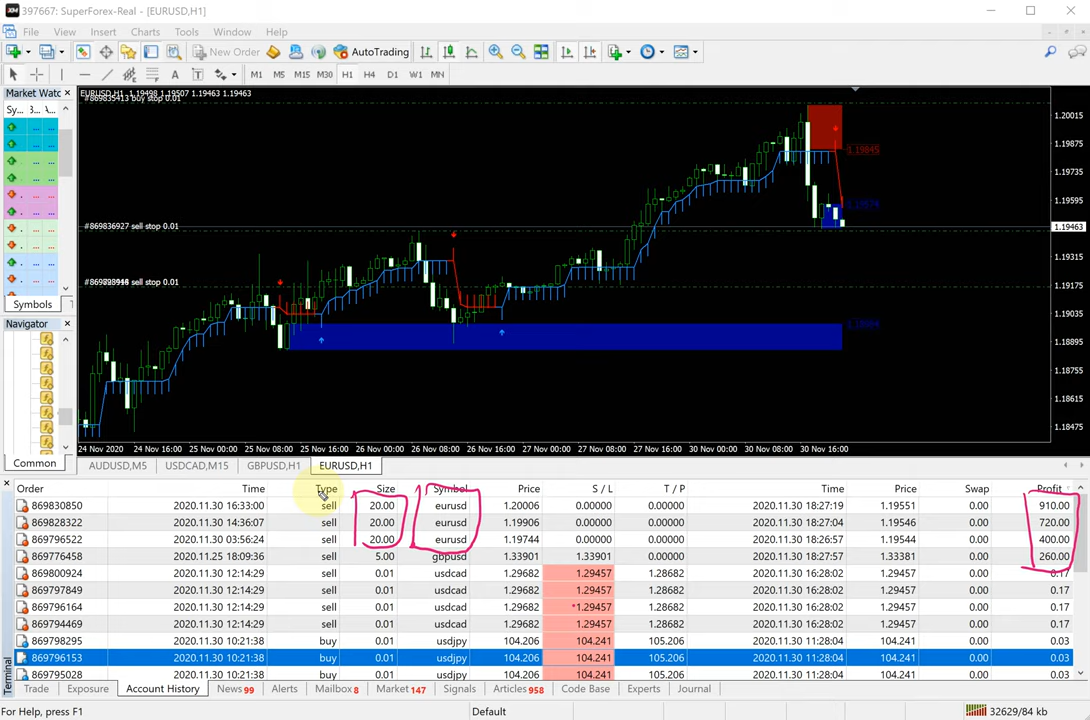 397667: SuperForex-Real - [EURUSD,H1]
File View Insert Charts Tools Window Help
New Order AutoTrading
M1 M5 M15 M30 H1 H4 D1 W1 MN
Market Watc
Sy...
EURUSD,H1 1.19498 1.19507 1.19463 1.19463
#869835413 buy stop 0.01
1.20015
1.19875
1.19845
1.19735
1.19595
#869836927 sell stop 0.01
1.19463
1.19315
sell stop 0.01
1.19175
1.19035
1.18895
1.18755
1.18615
1.18475
Symbols
Navigator
Common
24 Nov 2020 24 Nov 16:00 25 Nov 00:00 25 Nov 08:00 25 Nov 16:00 26 Nov 00:00 26 Nov 08:00 26 Nov 16:00 27 Nov 00:00 27 Nov 08:00 27 Nov 16:00 30 Nov 00:00 30 Nov 08:00 30 Nov 16:00
AUDUSD,M5 USDCAD,M15 GBPUSD,H1 EURUSD,H1
Order Time Type Size Symbol Price S / L T / P Time Price Swap Profit
869830850 2020.11.30 16:33:00 sell 20.00 eurusd 1.20006 0.00000 0.00000 2020.11.30 18:27:19 1.19551 0.00 910.00
869828322 2020.11.30 14:36:07 sell 20.00 eurusd 1.19906 0.00000 0.00000 2020.11.30 18:27:04 1.19546 0.00 720.00
869796522 2020.11.30 03:56:24 sell 20.00 eurusd 1.19744 0.00000 0.00000 2020.11.30 18:26:57 1.19544 0.00 400.00
869776458 2020.11.25 18:09:36 sell 5.00 gbpusd 1.33901 1.33901 0.00000 2020.11.30 18:27:57 1.33381 0.00 260.00
869800924 2020.11.30 12:14:29 sell 0.01 usdcad 1.29682 1.29457 1.28682 2020.11.30 16:28:02 1.29457 0.00 0.17
869797849 2020.11.30 12:14:29 sell 0.01 usdcad 1.29682 1.29457 1.28682 2020.11.30 16:28:02 1.29457 0.00 0.17
869796164 2020.11.30 12:14:29 sell 0.01 usdcad 1.29682 1.29457 1.28682 2020.11.30 16:28:02 1.29457 0.00 0.17
869794469 2020.11.30 12:14:29 sell 0.01 usdcad 1.29682 1.29457 1.28682 2020.11.30 16:28:02 1.29457 0.00 0.17
869798295 2020.11.30 10:21:38 buy 0.01 usdjpy 104.206 104.241 105.206 2020.11.30 11:28:04 104.241 0.00 0.03
869796153 2020.11.30 10:21:38 buy 0.01 usdjpy 104.206 104.241 105.206 2020.11.30 11:28:04 104.241 0.00 0.03
869795028 2020.11.30 10:21:38 buy 0.01 usdjpy 104.206 104.241 105.206 2020.11.30 11:28:04 104.241 0.00 0.03
Terminal
Trade Exposure Account History News 99 Alerts Mailbox 8 Market 147 Signals Articles 958 Code Base Experts Journal
For Help, press F1 Default 32629/84 kb